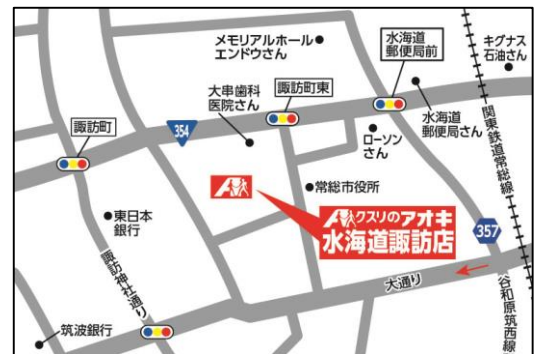 メモリアルホール
エンドウさん
水海道
郵便局前
キグナス
石油さん
大串歯科
医院さん
諏訪町東
諏訪町
354
ローソン
さん
水海道
郵便局さん
関東鉄道常総線
常総市役所
クスリのアオキ
水海道諏訪店
東日本
銀行
諏訪神社通り
357
大通り
谷和原筑西線
筑波銀行